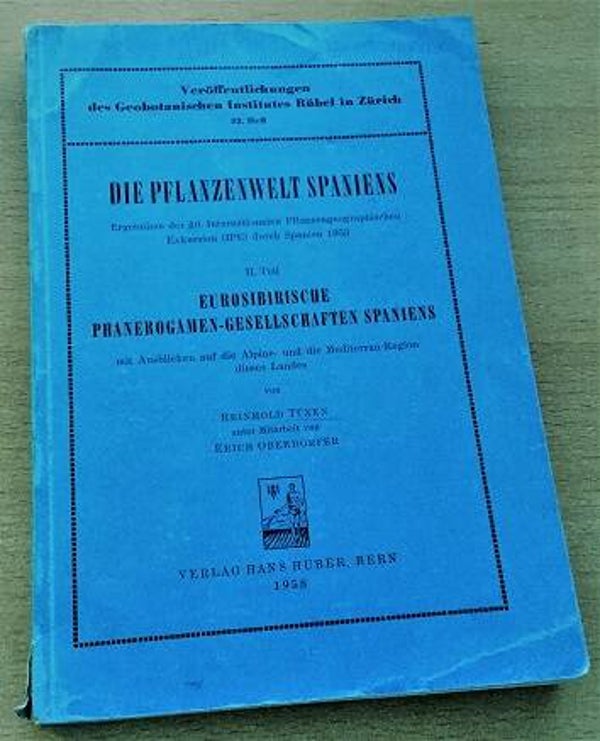 Veröffentlichungen
des Geobotanischen Institutes Rübel in Zürich
32. Heft
DIE PFLANZENWELT SPANIENS
Ergebnisse der 10. Internationalen Pflanzengeographischen
Exkursion (IPE) durch Spanien 1953
II. Teil
EUROSIBIRISCHE
PHANEROGAMEN-GESELLSCHAFTEN SPANIENS
mit Ausblicken auf die Alpine- und die Mediterran-Region
dieses Landes
von
REINHOLD TÜXEN
unter Mitarbeit von
ERICH OBERDORFER
VERLAG HANS HUBER, BERN
1958